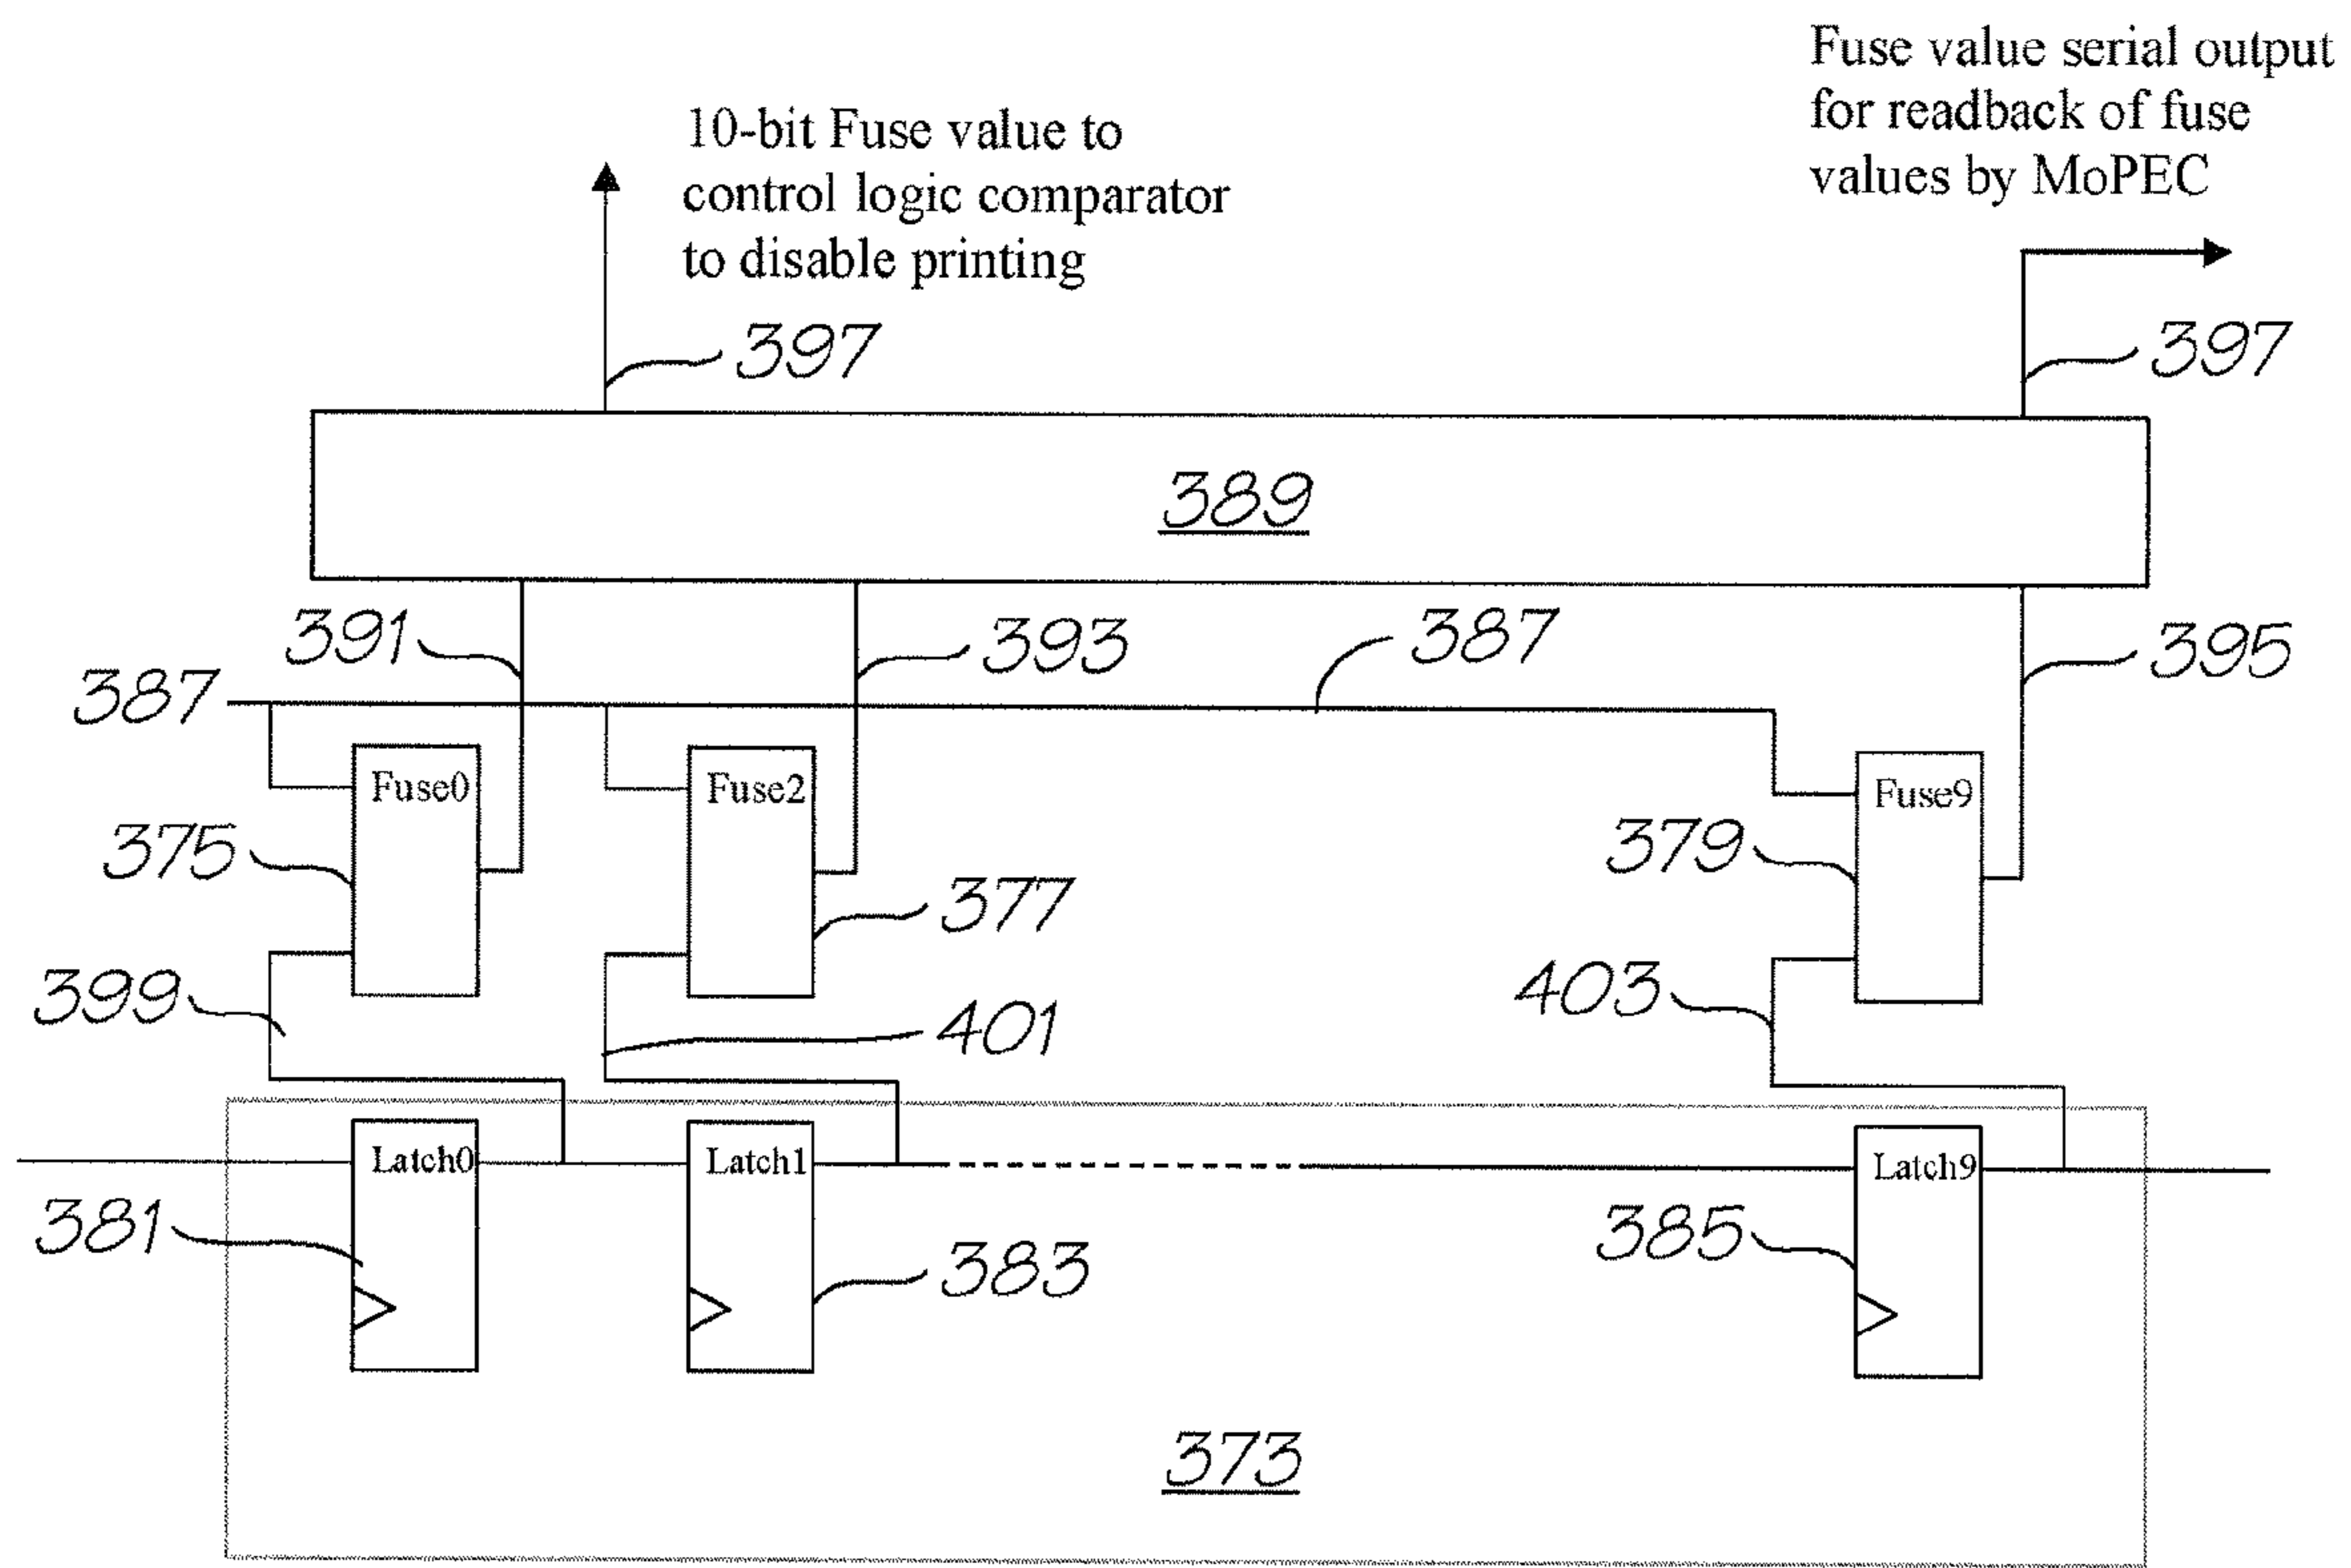 Fuse value serial output
for readback of fuse
values by MoPEC
10-bit Fuse value to
control logic comparator
to disable printing
397
397
389
391
393
387
395
387
Fuse0
Fuse2
Fuse9
375
379
377
399
403
401
Latch0
Latch1
Latch9
381
383
385
373